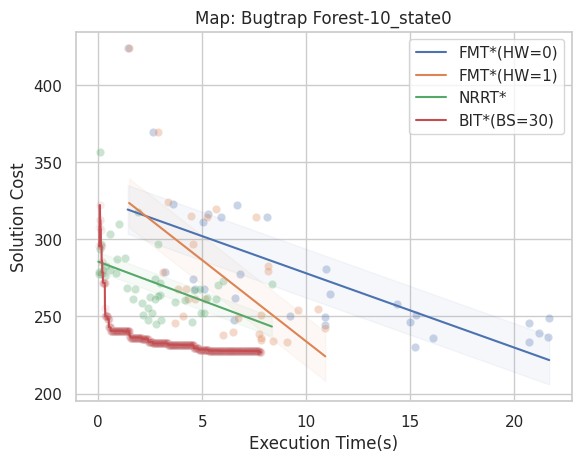 Map: Bugtrap Forest-10_state0
FMT*(HW=0)
FMT*(HW=1)
NRRT*
BIT*(BS=30)
Solution Cost
400
350
300
250
200
0
5
10
15
20
Execution Time(s)